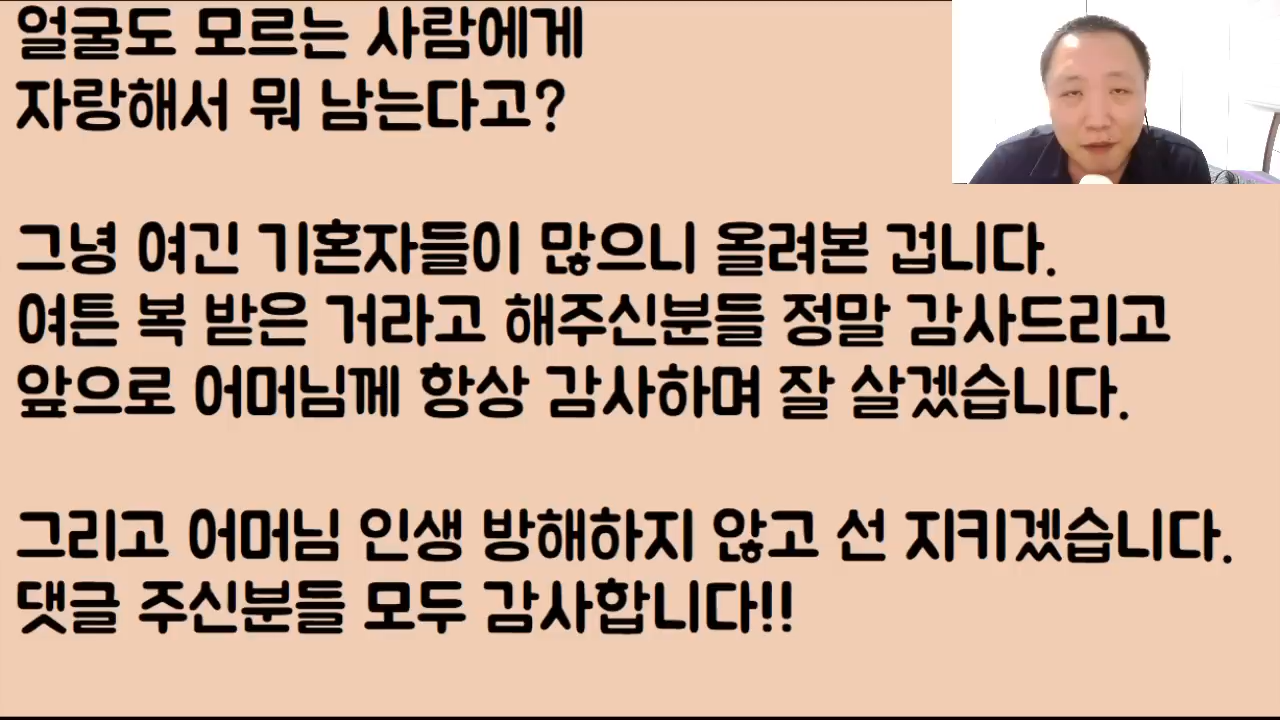 얼굴도 모르는 사람에게
자랑해서 뭐 남는다고?
그녕 여긴 기혼자들이 많으니 올려본 겁니다.
여튼 복 받은 거라고 해주신분들 정말 감사드리고
앞으로 어머님께 항상 감사하며 잘 살겠습니다.
그리고 어머님 인생 방해하지 않고 선 지키겠습니다.
댓글 주신분들 모두 감사합니다!!